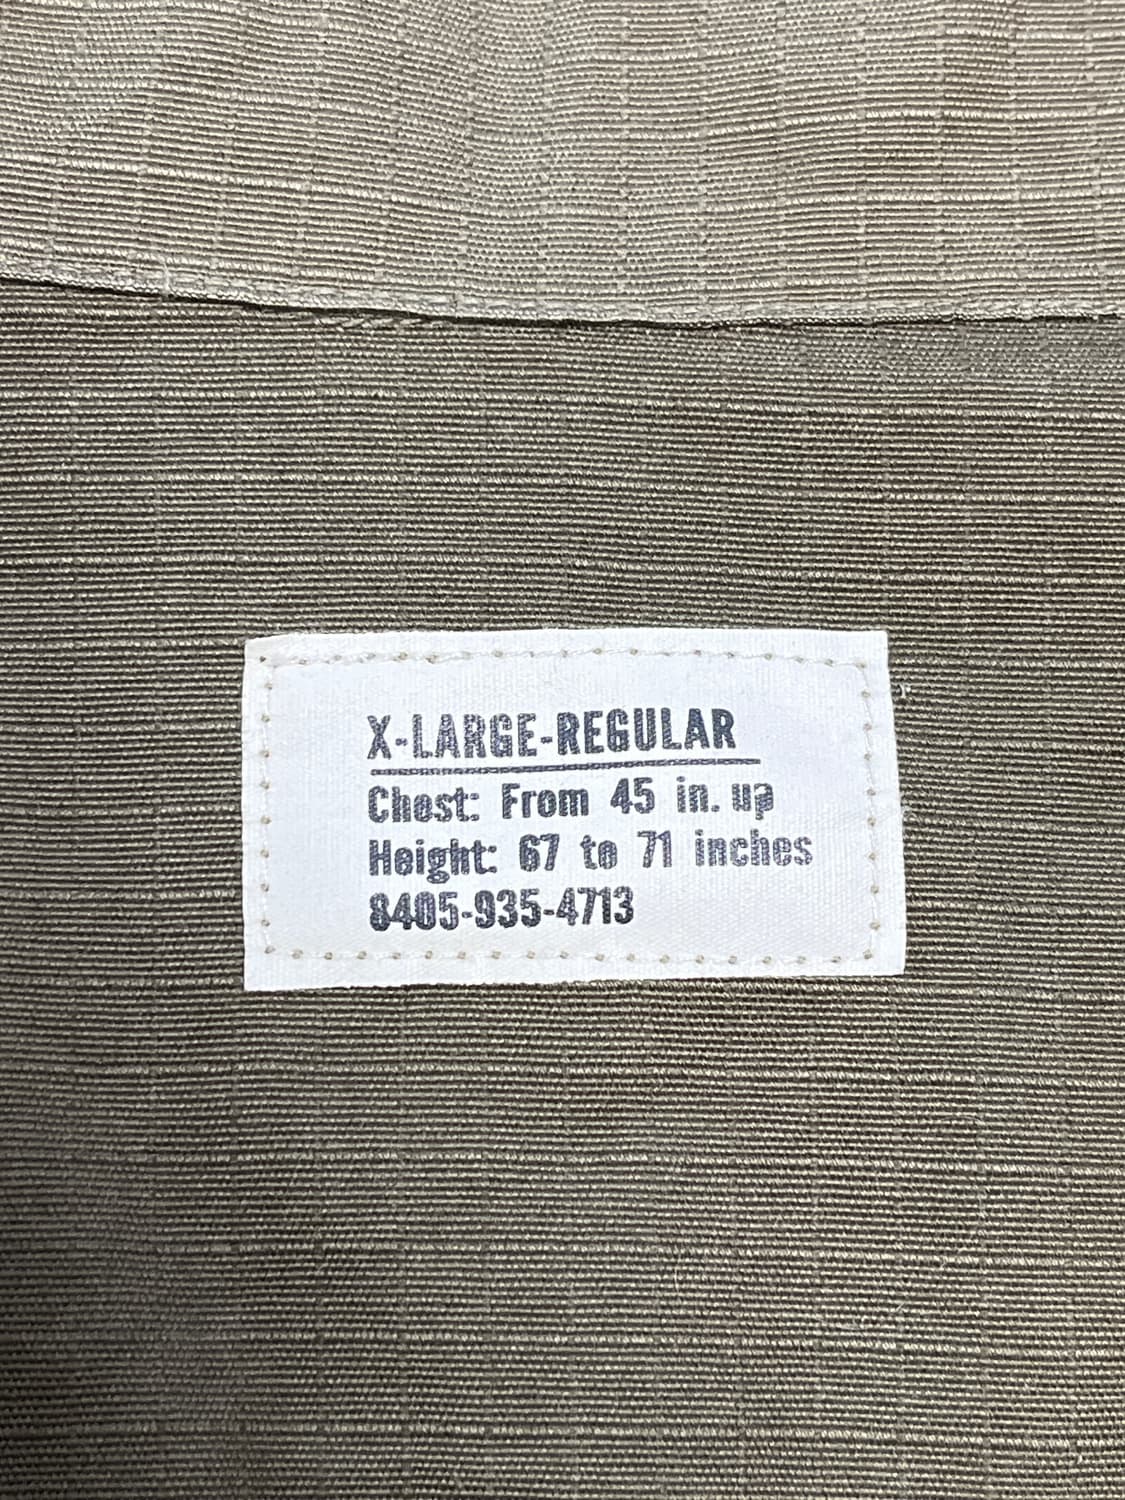 X-LARGE-REGULAR
Chest: From 45 in. up
Height: 67 to 71 inches
8405-935-4713